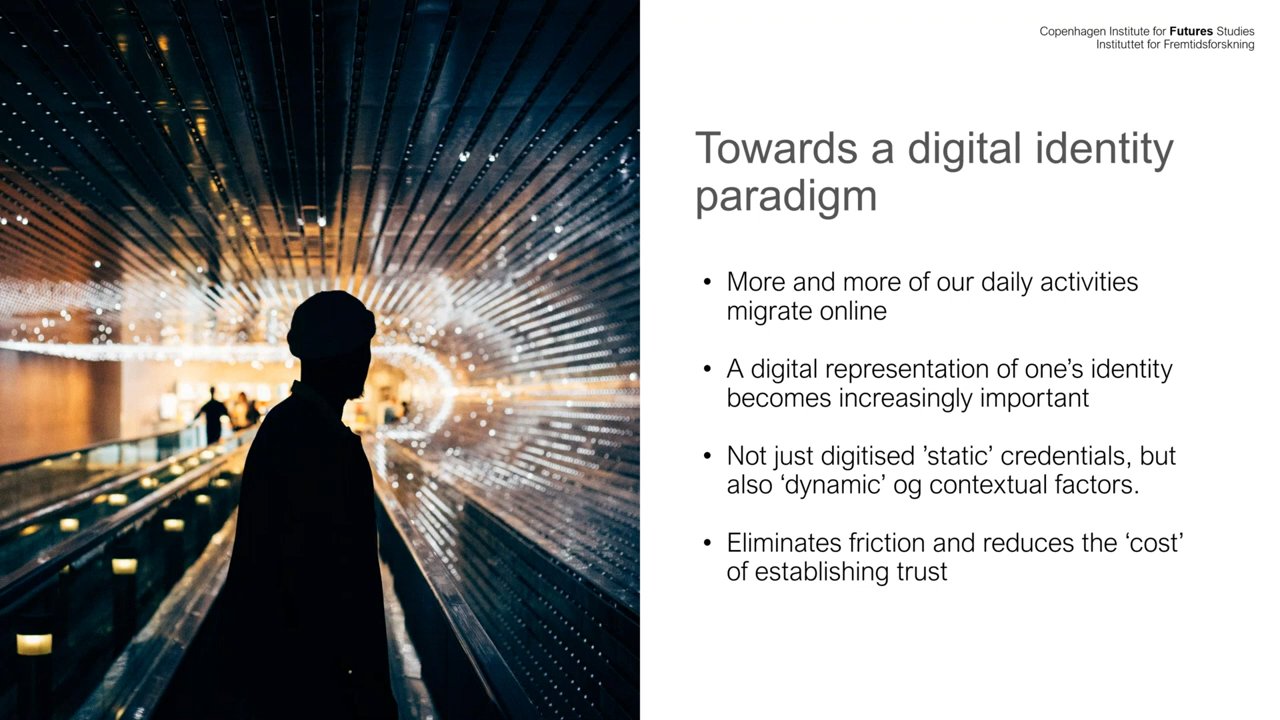 Copenhagen Institute for Futures Studies
Instituttet for Fremtidsforskning
Towards a digital identity
paradigm
• More and more of our daily activities
migrate online
• A digital representation of one’s identity
becomes increasingly important
• Not just digitised ’static’ credentials, but
also ‘dynamic’ og contextual factors.
• Eliminates friction and reduces the ‘cost’
of establishing trust